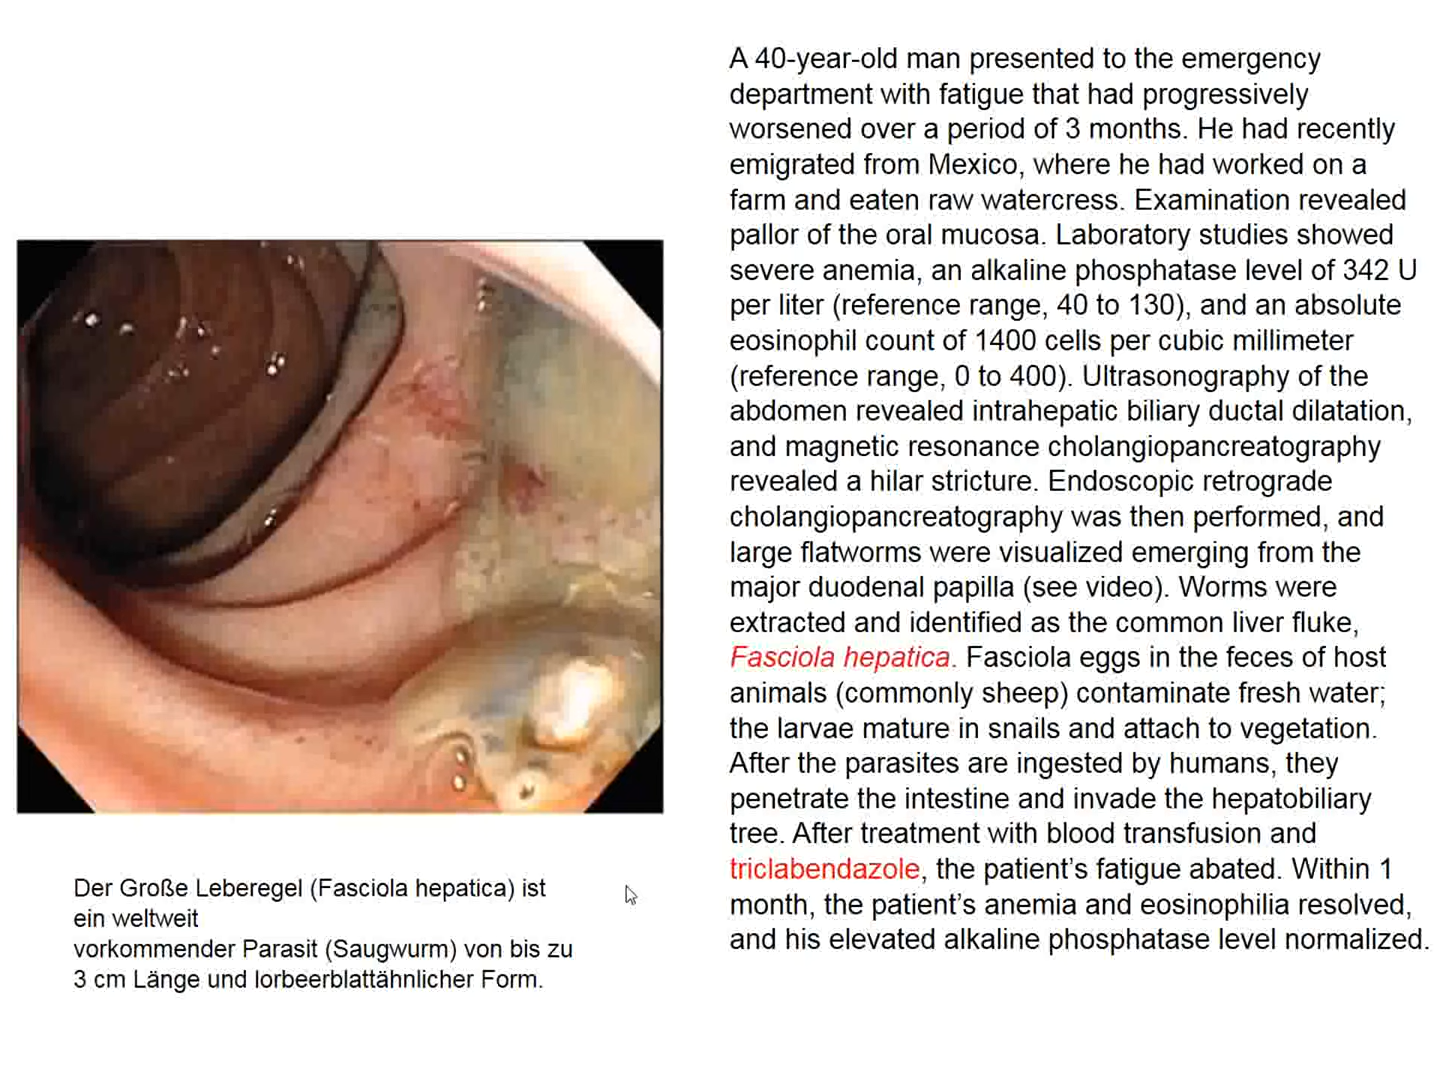 A 40-year-old man presented to the emergency
department with fatigue that had progressively
worsened over a period of 3 months. He had recently
emigrated from Mexico, where he had worked on a
farm and eaten raw watercress. Examination revealed
pallor of the oral mucosa. Laboratory studies showed
severe anemia, an alkaline phosphatase level of 342 U
per liter (reference range, 40 to 130), and an absolute
eosinophil count of 1400 cells per cubic millimeter
(reference range, 0 to 400). Ultrasonography of the
abdomen revealed intrahepatic biliary ductal dilatation,
and magnetic resonance cholangiopancreatography
revealed a hilar stricture. Endoscopic retrograde
cholangiopancreatography was then performed, and
large flatworms were visualized emerging from the
major duodenal papilla (see video). Worms were
extracted and identified as the common liver fluke,
Fasciola hepatica. Fasciola eggs in the feces of host
animals (commonly sheep) contaminate fresh water;
the larvae mature in snails and attach to vegetation.
After the parasites are ingested by humans, they
penetrate the intestine and invade the hepatobiliary
tree. After treatment with blood transfusion and
triclabendazole, the patient’s fatigue abated. Within 1
month, the patient’s anemia and eosinophilia resolved,
and his elevated alkaline phosphatase level normalized.
Der Große Leberegel (Fasciola hepatica) ist
ein weltweit
vorkommender Parasit (Saugwurm) von bis zu
3 cm Länge und lorbeerblattähnlicher Form.